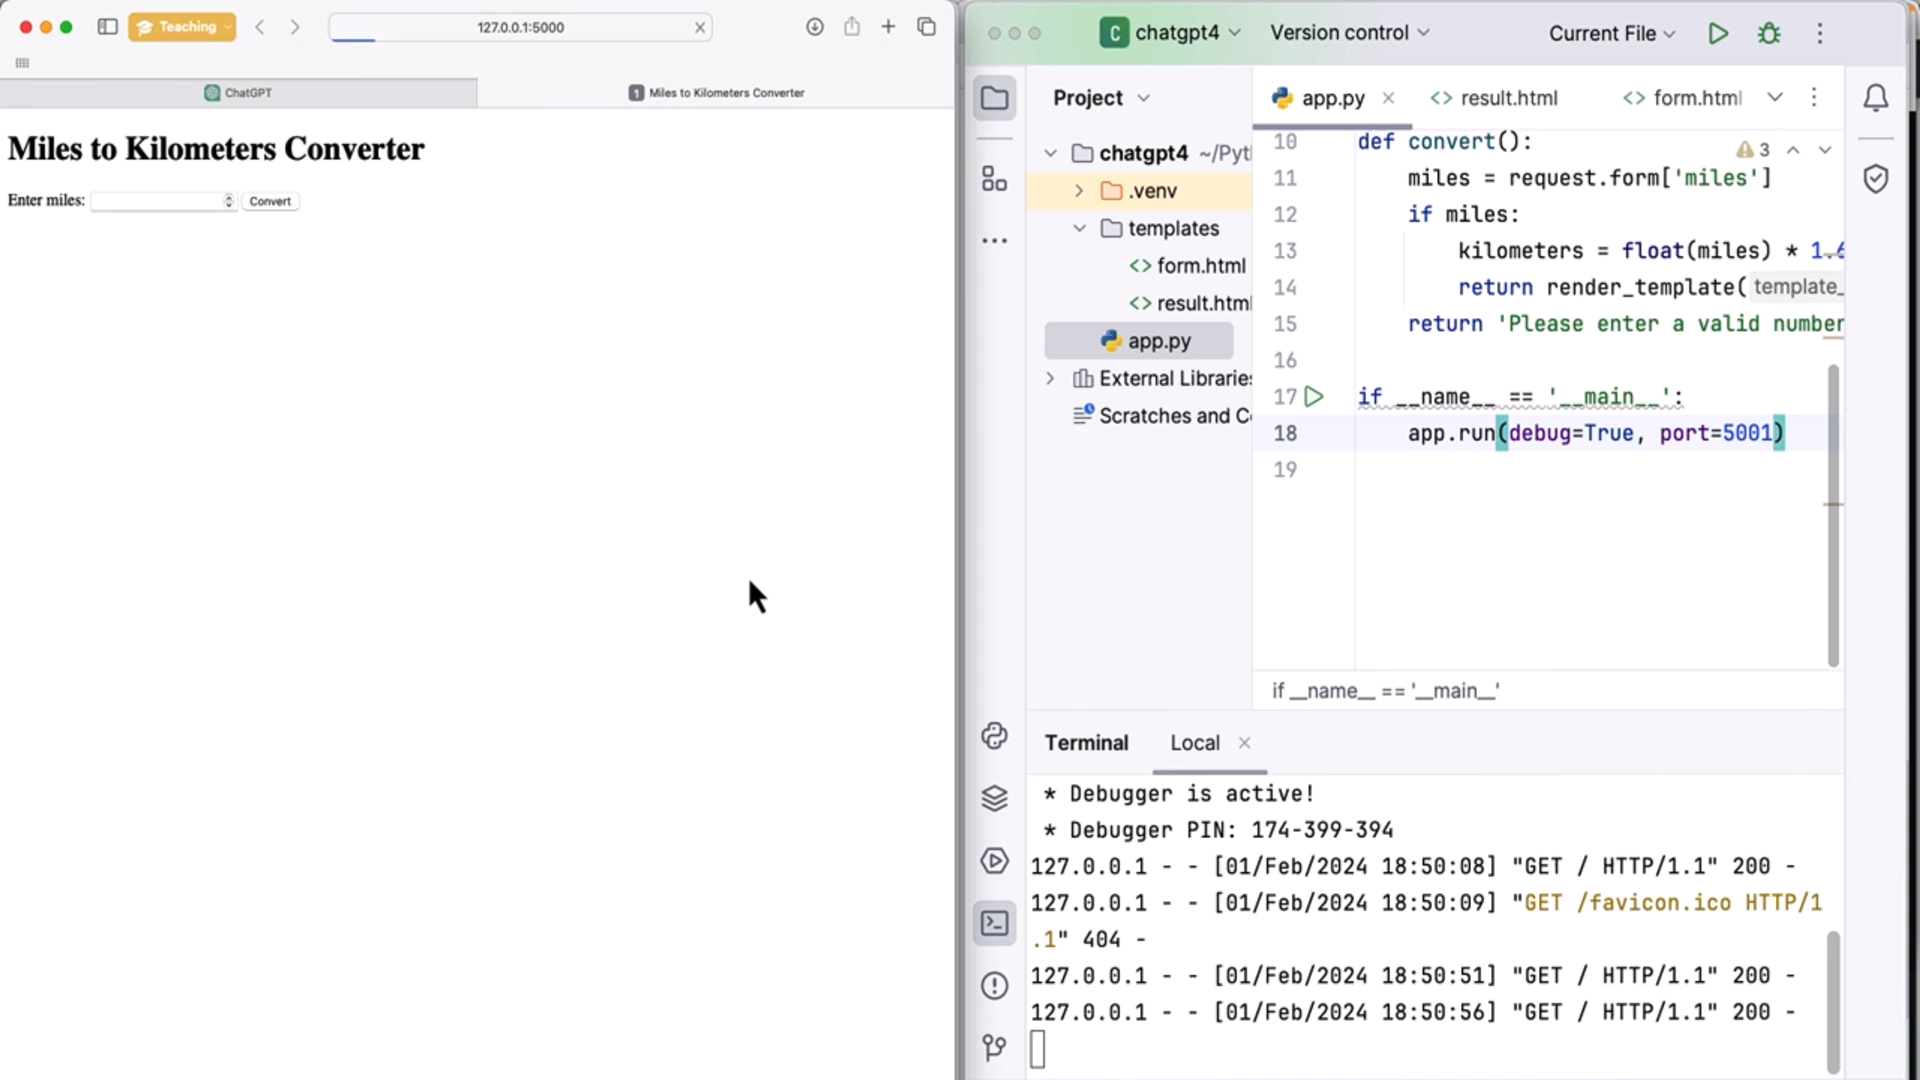 Teaching
127.0.0.1:5000
ChatGPT
1 Miles to Kilometers Converter
Miles to Kilometers Converter
Enter miles:
Convert
C chatgpt4
Version control
Current File
Project
app.py
<> result.html
<> form.html
chatgpt4 ~/Pyt
.venv
templates
<> form.html
<> result.html
app.py
External Libraries
Scratches and Co
3
10 def convert():
11 miles = request.form['miles']
12 if miles:
13 kilometers = float(miles) * 1.6
14 return render_template( template_
15 return 'Please enter a valid number
16
17 if __name__ == '__main__':
18 app.run(debug=True, port=5001)
19
if __name__ == '__main__'
Terminal
Local
* Debugger is active!
* Debugger PIN: 174-399-394
127.0.0.1 - - [01/Feb/2024 18:50:08] "GET / HTTP/1.1" 200 -
127.0.0.1 - - [01/Feb/2024 18:50:09] "GET /favicon.ico HTTP/1
.1" 404 -
127.0.0.1 - - [01/Feb/2024 18:50:51] "GET / HTTP/1.1" 200 -
127.0.0.1 - - [01/Feb/2024 18:50:56] "GET / HTTP/1.1" 200 -